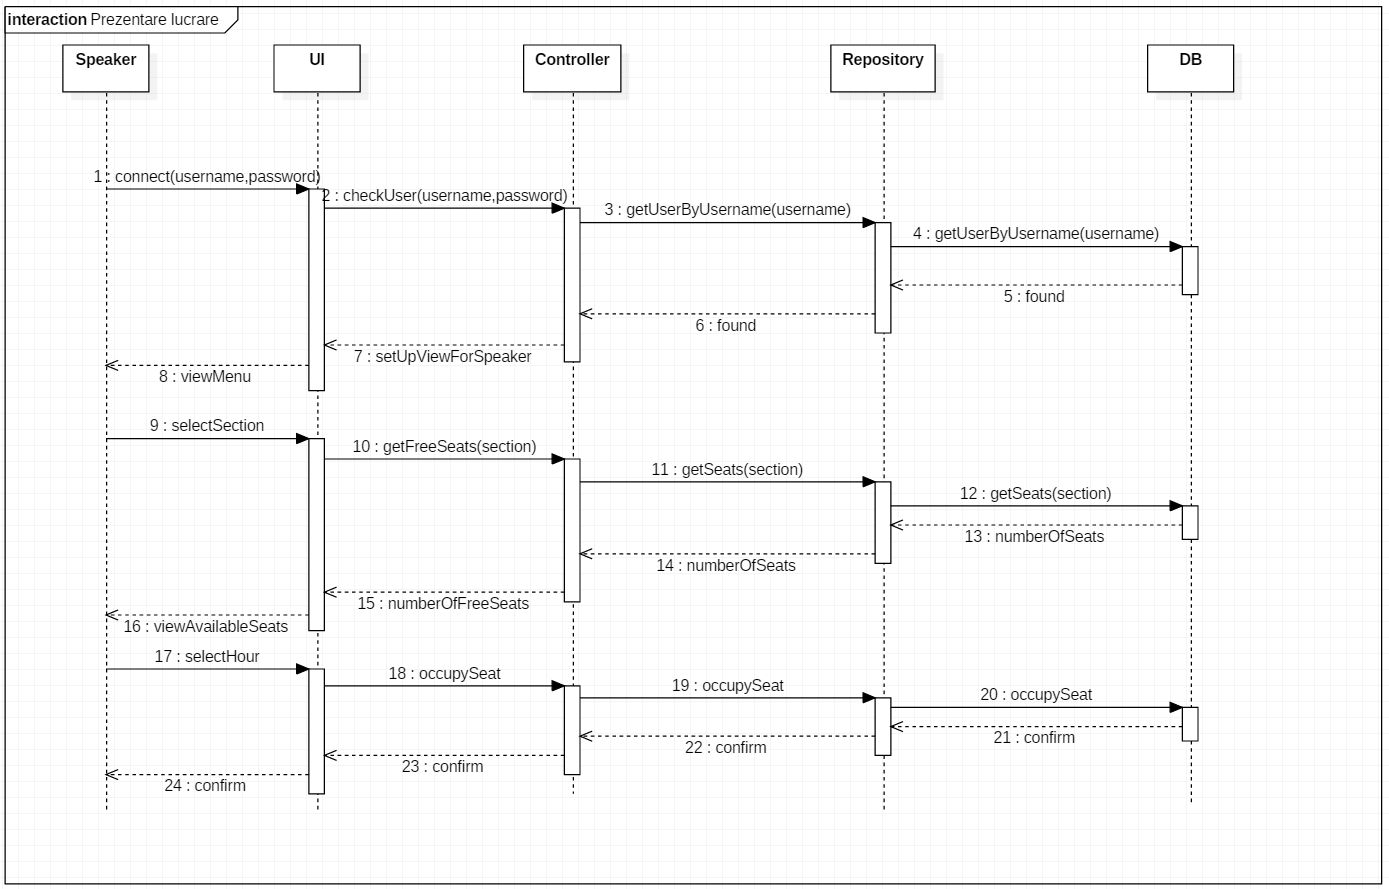 interaction Prezentare lucrare
Speaker
UI
Controller
Repository
DB
1 : connect(username,password)
2 : checkUser(username,password)
3 : getUserByUsername(username)
4 : getUserByUsername(username)
5 : found
6 : found
7 : setUpViewForSpeaker
8 : viewMenu
9 : selectSection
10 : getFreeSeats(section)
11 : getSeats(section)
12 : getSeats(section)
13 : numberOfSeats
14 : numberOfSeats
15 : numberOfFreeSeats
16 : viewAvailableSeats
17 : selectHour
18 : occupySeat
19 : occupySeat
20 : occupySeat
21 : confirm
22 : confirm
23 : confirm
24 : confirm